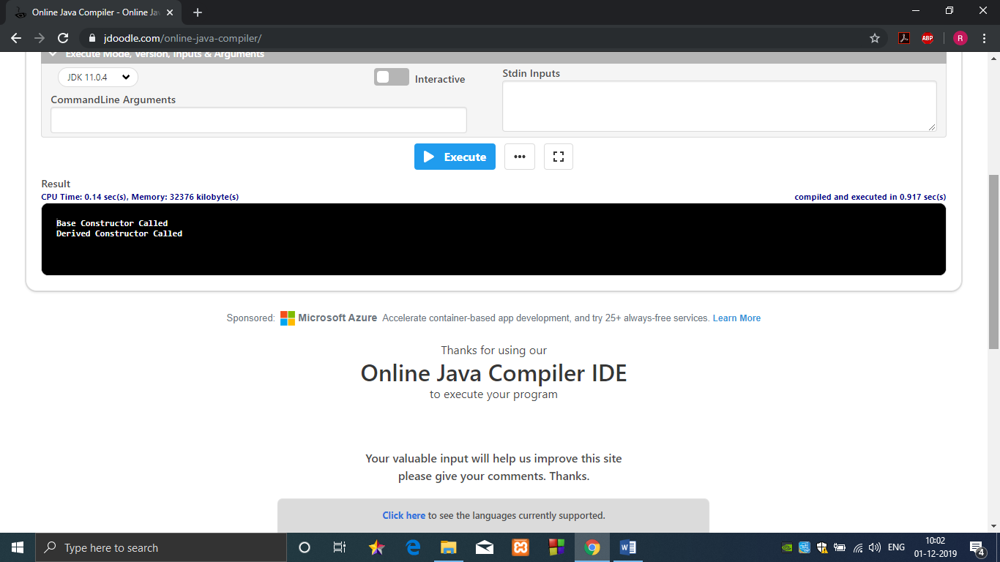 Online Java Compiler - Online Ja
jdoodle.com/online-java-compiler/
ABP
R
Execute Mode, Version, Inputs & Arguments
JDK 11.0.4
Interactive
Stdin Inputs
CommandLine Arguments
Execute
Result
CPU Time: 0.14 sec(s), Memory: 32376 kilobyte(s)
compiled and executed in 0.917 sec(s)
Base Constructor Called
Derived Constructor Called
Sponsored: Microsoft Azure Accelerate container-based app development, and try 25+ always-free services. Learn More
Thanks for using our
Online Java Compiler IDE
to execute your program
Your valuable input will help us improve this site
please give your comments. Thanks.
Click here to see the languages currently supported.
Type here to search
ENG
10:02
01-12-2019
4